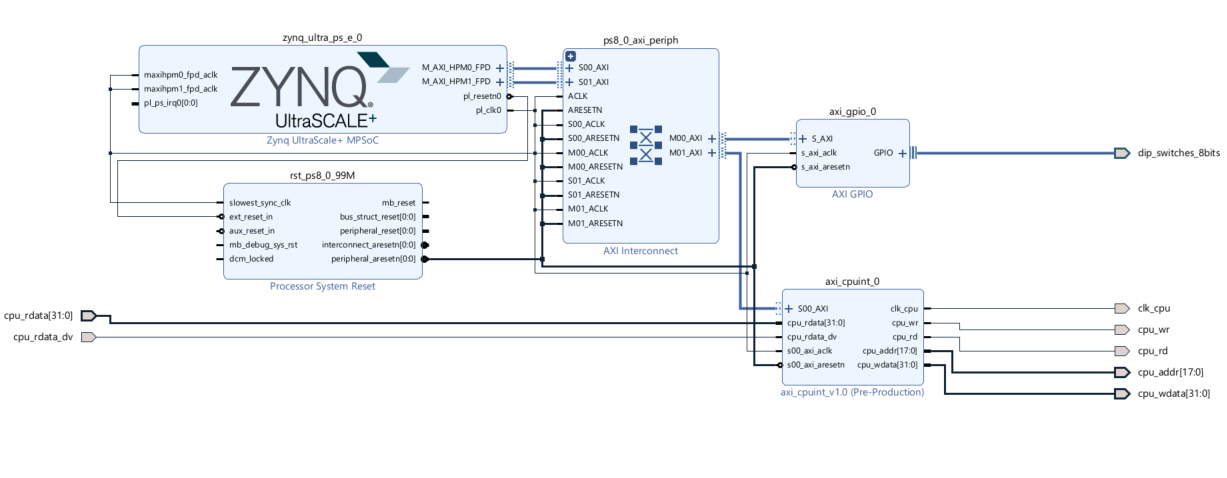 zynq_ultra_ps_e_0
maxihpm0_fpd_aclk
maxihpm1_fpd_aclk
pl_ps_irq0[0:0]
ZYNQ®
UltraSCALE+
M_AXI_HPM0_FPD
M_AXI_HPM1_FPD
pl_resetn0
pl_clk0
Zynq UltraScale+ MPSoC
rst_ps8_0_99M
slowest_sync_clk
ext_reset_in
aux_reset_in
mb_debug_sys_rst
dcm_locked
mb_reset
bus_struct_reset[0:0]
peripheral_reset[0:0]
interconnect_aresetn[0:0]
peripheral_aresetn[0:0]
Processor System Reset
ps8_0_axi_periph
S00_AXI
S01_AXI
ACLK
ARESETN
S00_ACLK
S00_ARESETN
M00_ACLK
M00_ARESETN
S01_ACLK
S01_ARESETN
M01_ACLK
M01_ARESETN
M00_AXI
M01_AXI
AXI Interconnect
axi_gpio_0
S_AXI
s_axi_aclk
s_axi_aresetn
GPIO
AXI GPIO
dip_switches_8bits
cpu_rdata[31:0]
cpu_rdata_dv
axi_cpuint_0
S00_AXI
cpu_rdata[31:0]
cpu_rdata_dv
s00_axi_aclk
s00_axi_aresetn
clk_cpu
cpu_wr
cpu_rd
cpu_addr[17:0]
cpu_wdata[31:0]
axi_cpuint_v1.0 (Pre-Production)
clk_cpu
cpu_wr
cpu_rd
cpu_addr[17:0]
cpu_wdata[31:0]